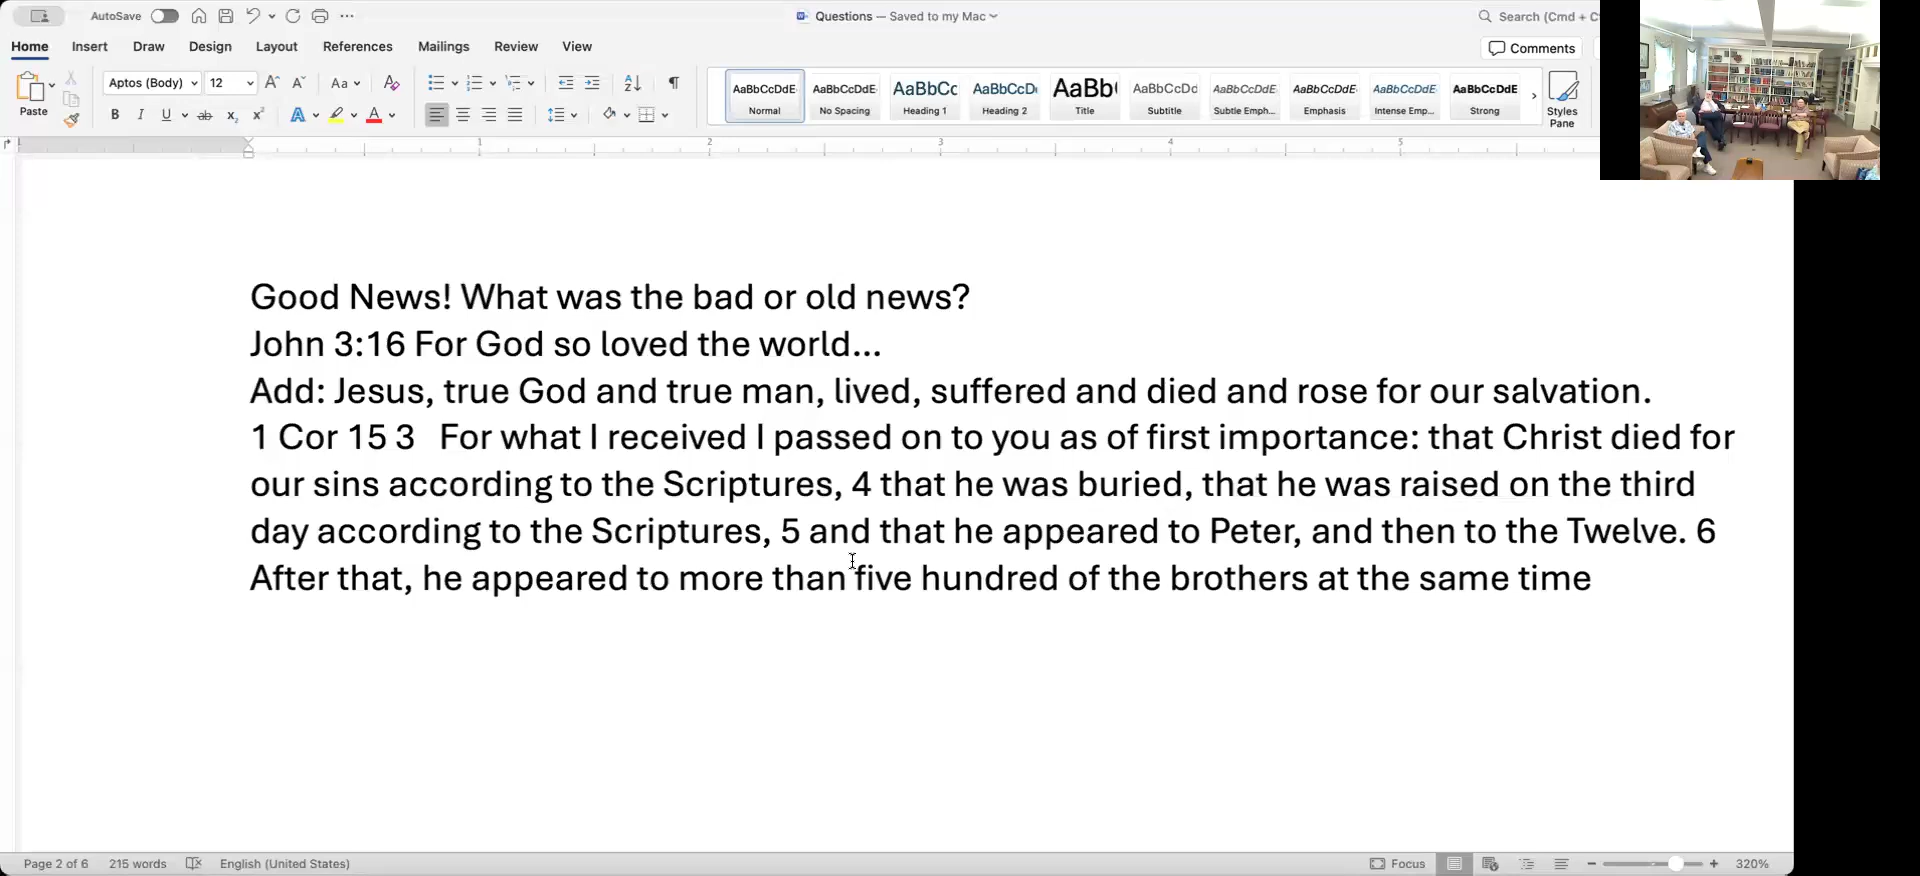 AutoSave
Questions — Saved to my Mac
Search (Cmd + C
Home Insert Draw Design Layout References Mailings Review View
Comments
Paste
Aptos (Body) 12
AaBbCcDdE AaBbCcDdE AaBbCc AaBbCcDc AaBb( AaBbCcDd AaBbCcDdE AaBbCcDdE AaBbCcDdE AaBbCcDdE
Normal No Spacing Heading 1 Heading 2 Title Subtitle Subtle Emph... Emphasis Intense Emp... Strong
Styles
Pane
1 1 2 3 4 5
Good News! What was the bad or old news?
John 3:16 For God so loved the world...
Add: Jesus, true God and true man, lived, suffered and died and rose for our salvation.
1 Cor 15 3 For what I received I passed on to you as of first importance: that Christ died for
our sins according to the Scriptures, 4 that he was buried, that he was raised on the third
day according to the Scriptures, 5 and that he appeared to Peter, and then to the Twelve. 6
After that, he appeared to more than five hundred of the brothers at the same time
Page 2 of 6 215 words English (United States) Focus 320%